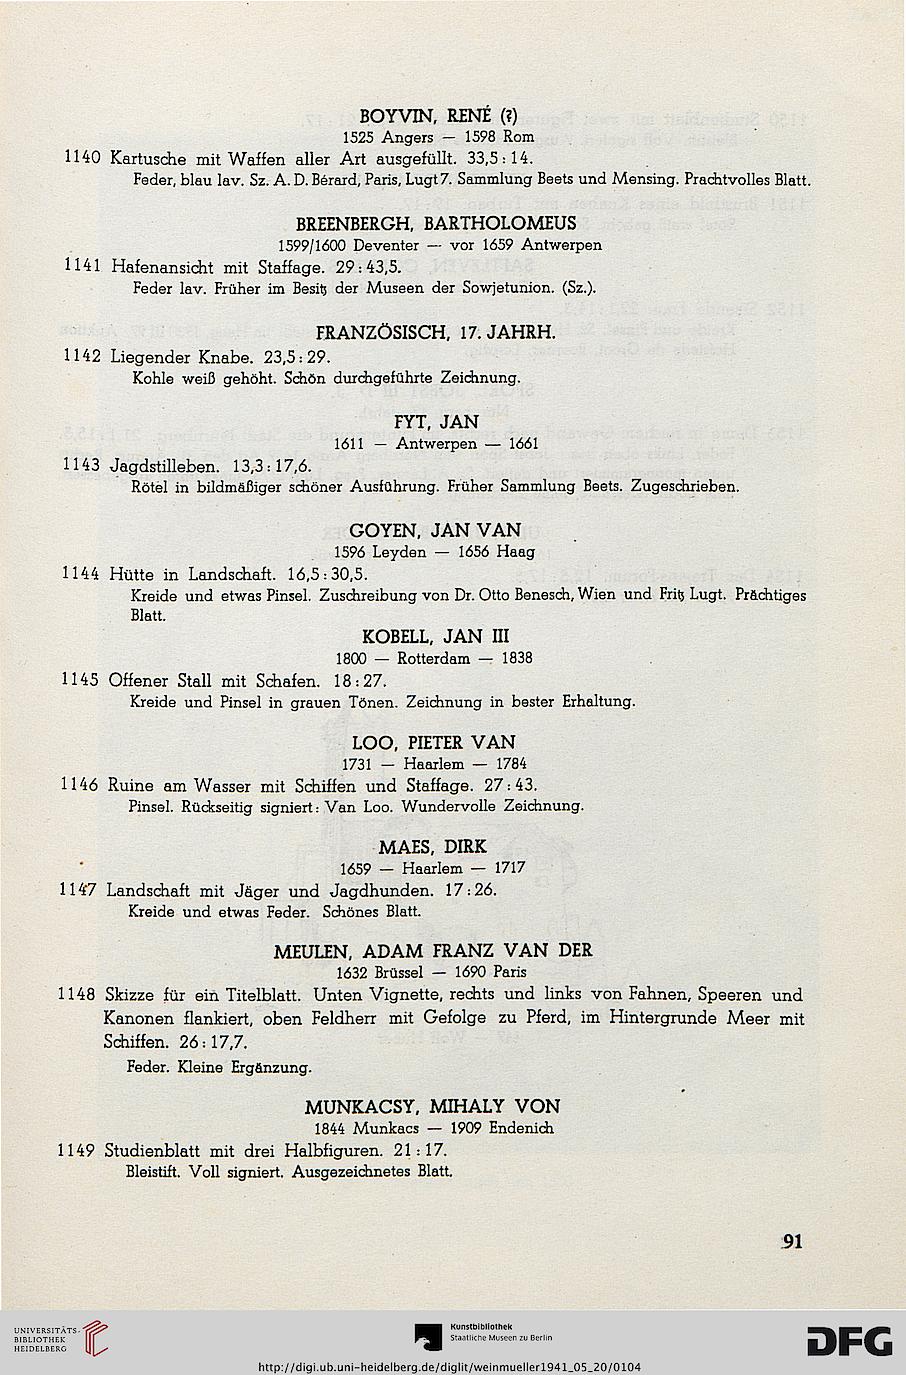 BOYVIN, RENÉ (?)
1525 Angers — 1598 Rom
1140 Kartusche mit Waffen aller Art ausgefüllt. 33,5 : 14.
Feder, blau lav. Sz. A. D. Bérard, Paris, Lugt 7. Sammlung Beets und Mensing. Prachtvolles Blatt.
BREENBERGH, BARTHOLOMEUS
1599/1600 Deventer — vor 1659 Antwerpen
1141 Hafenansicht mit Staffage. 29 : 43,5.
Feder lav. Früher im Besitz der Museen der Sowjetunion. (Sz.).
FRANZÖSISCH, 17. JAHRH.
1142 Liegender Knabe. 23,5 : 29.
Kohle weiß gehöht. Schön durchgeführte Zeichnung.
FYT, JAN
1611 — Antwerpen — 1661
1143 Jagdstilleben. 13,3 : 17,6.
Rötel in bildmäßiger schöner Ausführung. Früher Sammlung Beets. Zugeschrieben.
GOYEN, JAN VAN
1596 Leyden — 1656 Haag
1144 Hütte in Landschaft. 16,5 : 30,5.
Kreide und etwas Pinsel. Zuschreibung von Dr. Otto Benesch, Wien und Fritz Lugt. Prächtiges
Blatt.
KOBELL, JAN III
1800 — Rotterdam — 1838
1145 Offener Stall mit Schafen. 18 : 27.
Kreide und Pinsel in grauen Tönen. Zeichnung in bester Erhaltung.
LOO, PIETER VAN
1731 — Haarlem — 1784
1146 Ruine am Wasser mit Schiffen und Staffage. 27 : 43.
Pinsel. Rückseitig signiert: Van Loo. Wundervolle Zeichnung.
MAES, DIRK
1659 — Haarlem — 1717
1147 Landschaft mit Jäger und Jagdhunden. 17 : 26.
Kreide und etwas Feder. Schönes Blatt.
MEULEN, ADAM FRANZ VAN DER
1632 Brüssel — 1690 Paris
1148 Skizze für ein Titelblatt. Unten Vignette, rechts und links von Fahnen, Speeren und
Kanonen flankiert, oben Feldherr mit Gefolge zu Pferd, im Hintergrunde Meer mit
Schiffen. 26 : 17,7.
Feder. Kleine Ergänzung.
MUNKACSY, MIHALY VON
1844 Munkacs — 1909 Endenich
1149 Studienblatt mit drei Halbfiguren. 21 : 17.
Bleistift. Voll signiert. Ausgezeichnetes Blatt.
91
UNIVERSITÄTS-
BIBLIOTHEK
HEIDELBERG
Kunstbibliothek
Staatliche Museen zu Berlin
DFG
http://digi.ub.uni-heidelberg.de/diglit/weinmueller1941_05_20/0104